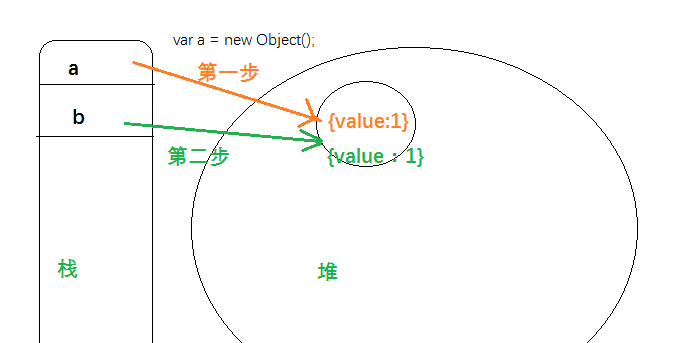 var a = new Object();
a
第一步
b
{value:1}
第二步
{value：1}
栈
堆